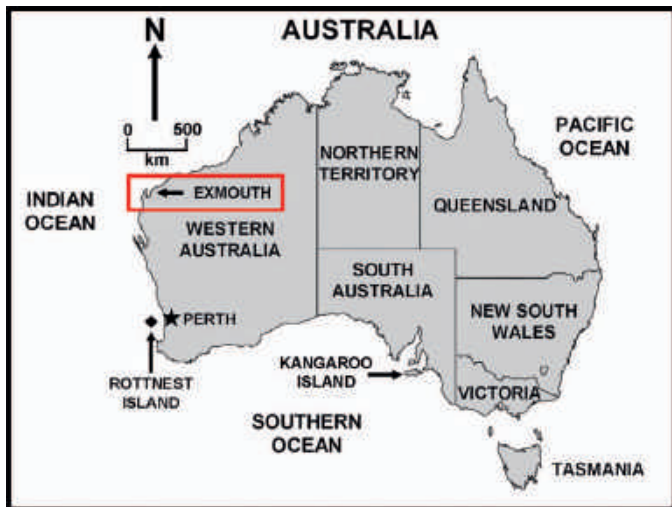 N
AUSTRALIA
0 500
km
PACIFIC
OCEAN
NORTHERN
TERRITORY
INDIAN
OCEAN
EXMOUTH
QUEENSLAND
WESTERN
AUSTRALIA
SOUTH
AUSTRALIA
NEW SOUTH
WALES
PERTH
ROTTNEST
ISLAND
KANGAROO
ISLAND
VICTORIA
SOUTHERN
OCEAN
TASMANIA